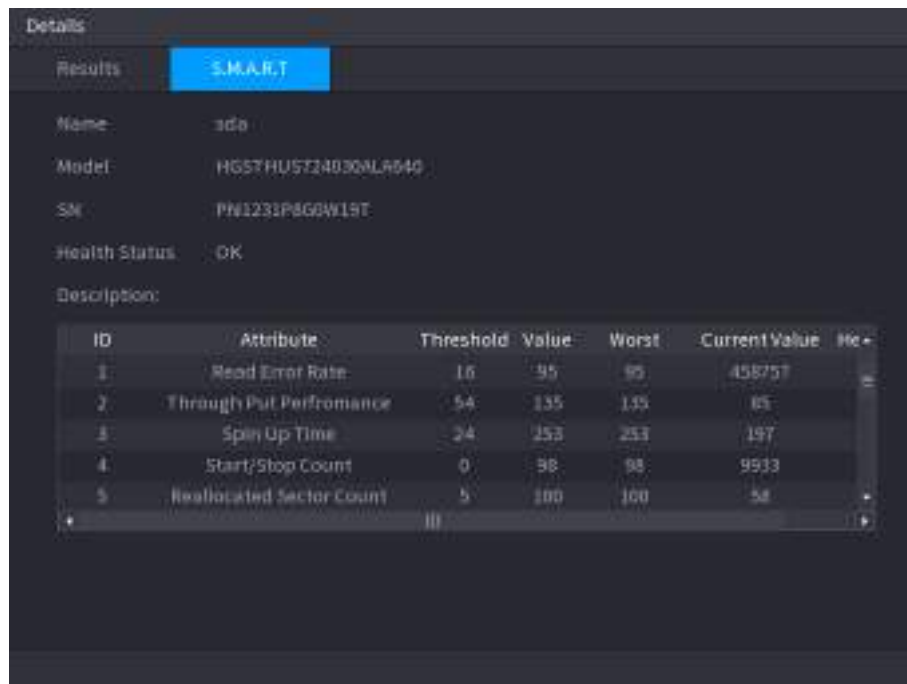 Details
Results S.M.A.R.T
Name sda
Model HGSTHUS724030ALA640
SN
Health Status OK
Description:
ID Attribute Threshold Value Worst Current Value He
1 Read Error Rate 16 95 95 458757
2 Through Put Perfromance 54 135 135 85
3 Spin Up Time 24 253 253 197
4 Start/Stop Count 0 98 98 9933
5 Reallocated Sector Count 5 100 100 58